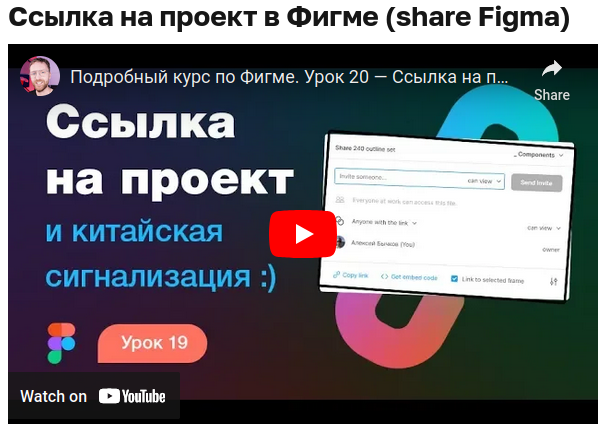 Ссылка на проект в Фигме (share Figma)
Подробный курс по Фигме. Урок 20 — Ссылка на п...
Share
Ссылка
на проект
и китайская
сигнализация :)
Урок 19
Share 240 outline set
_Components
Invite someone...
can view
Send invite
Everyone at work can access this file
Anyone with the link
can view
Алексей Бычков (You)
owner
Copy link
Get embed code
Link to selected frame
Watch on YouTube